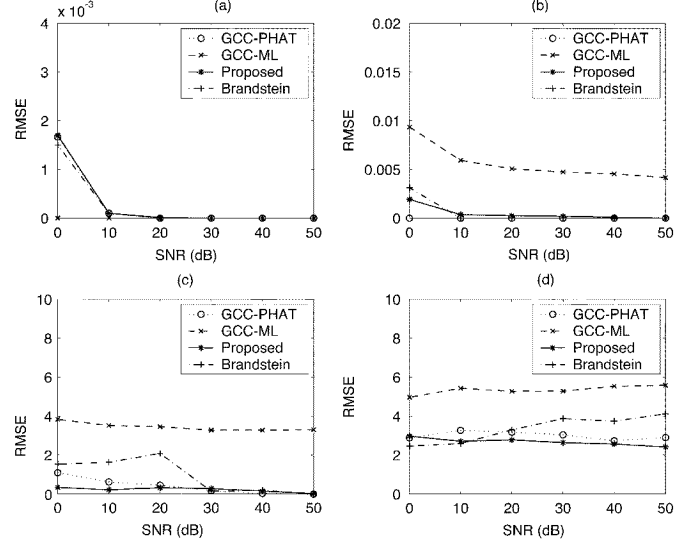 x 10⁻³
(a)
4
3
2
1
0
RMSE
GCC-PHAT
GCC-ML
Proposed
Brandstein
0 10 20 30 40 50
SNR (dB)
(b)
0.02
0.015
0.01
0.005
0
RMSE
GCC-PHAT
GCC-ML
Proposed
Brandstein
0 10 20 30 40 50
SNR (dB)
(c)
10
8
6
4
2
0
RMSE
GCC-PHAT
GCC-ML
Proposed
Brandstein
0 10 20 30 40 50
SNR (dB)
(d)
10
8
6
4
2
0
RMSE
GCC-PHAT
GCC-ML
Proposed
Brandstein
0 10 20 30 40 50
SNR (dB)